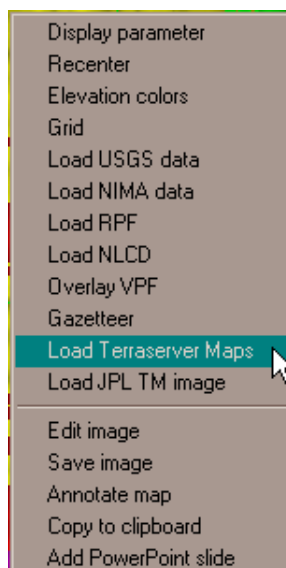 Display parameter
Recenter
Elevation colors
Grid
Load USGS data
Load NIMA data
Load RPF
Load NLCD
Overlay VPF
Gazetteer
Load Terraserver Maps
Load JPL TM image
Edit image
Save image
Annotate map
Copy to clipboard
Add PowerPoint slide